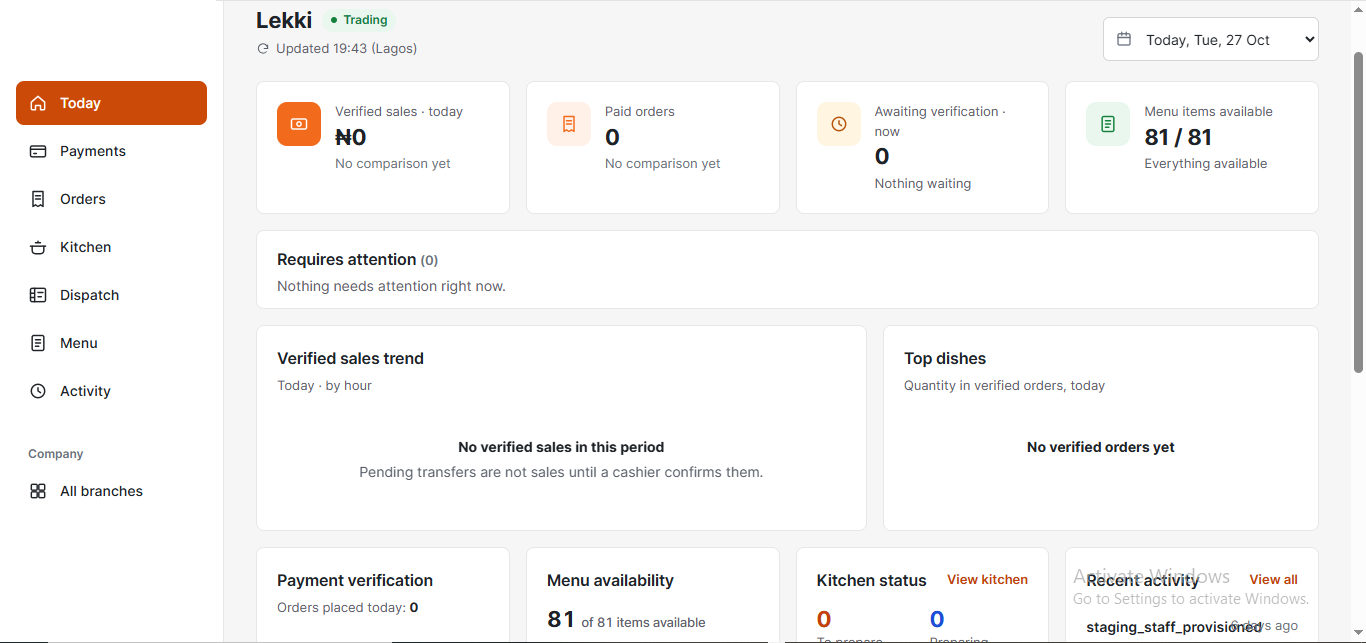 Lekki
Trading
Updated 19:43 (Lagos)
Today, Tue, 27 Oct
Today
Payments
Orders
Kitchen
Dispatch
Menu
Activity
Company
All branches
Verified sales · today
₦0
No comparison yet
Paid orders
0
No comparison yet
Awaiting verification ·
now
0
Nothing waiting
Menu items available
81 / 81
Everything available
Requires attention (0)
Nothing needs attention right now.
Verified sales trend
Today · by hour
No verified sales in this period
Pending transfers are not sales until a cashier confirms them.
Top dishes
Quantity in verified orders, today
No verified orders yet
Payment verification
Orders placed today: 0
Menu availability
81 of 81 items available
Kitchen status
View kitchen
0
To prepare
0
Preparing
Recent activity
View all
staging_staff_provisioned
days ago
Activate Windows
Go to Settings to activate Windows.